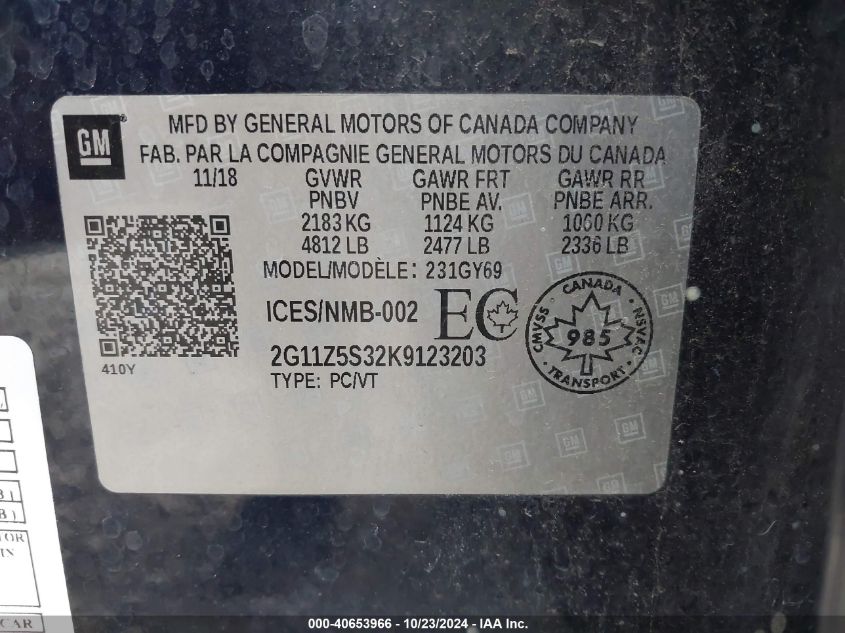 GM
MFD BY GENERAL MOTORS OF CANADA COMPANY
FAB. PAR LA COMPAGNIE GENERAL MOTORS DU CANADA
11/18 GVWR GAWR FRT GAWR RR
PNBV PNBE AV. PNBE ARR.
2183 KG 1124 KG 1060 KG
4812 LB 2477 LB 2336 LB
MODEL/MODÈLE: 231GY69
ICES/NMB-002 EC
CANADA
CMVSS 985 NSVAC
TRANSPORT
410Y
2G11Z5S32K9123203
TYPE: PC/VT
B )
B )
CAR
000-40653966 - 10/23/2024 - IAA Inc.